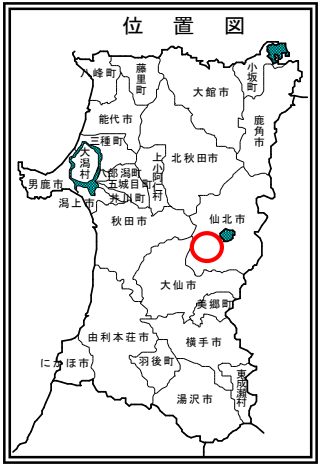 位置図
八峰町
藤里町
小坂町
大館市
鹿角市
能代市
三種町
大潟村
上小阿仁村
北秋田市
八郎潟町
五城目町
男鹿市
井川町
潟上市
秋田市
仙北市
大仙市
美郷町
由利本荘市
横手市
にかほ市
羽後町
東成瀬村
湯沢市